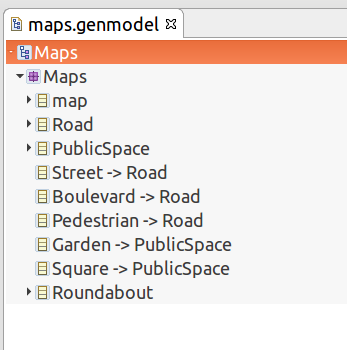 maps.genmodel
Maps
Maps
map
Road
PublicSpace
Street -> Road
Boulevard -> Road
Pedestrian -> Road
Garden -> PublicSpace
Square -> PublicSpace
Roundabout